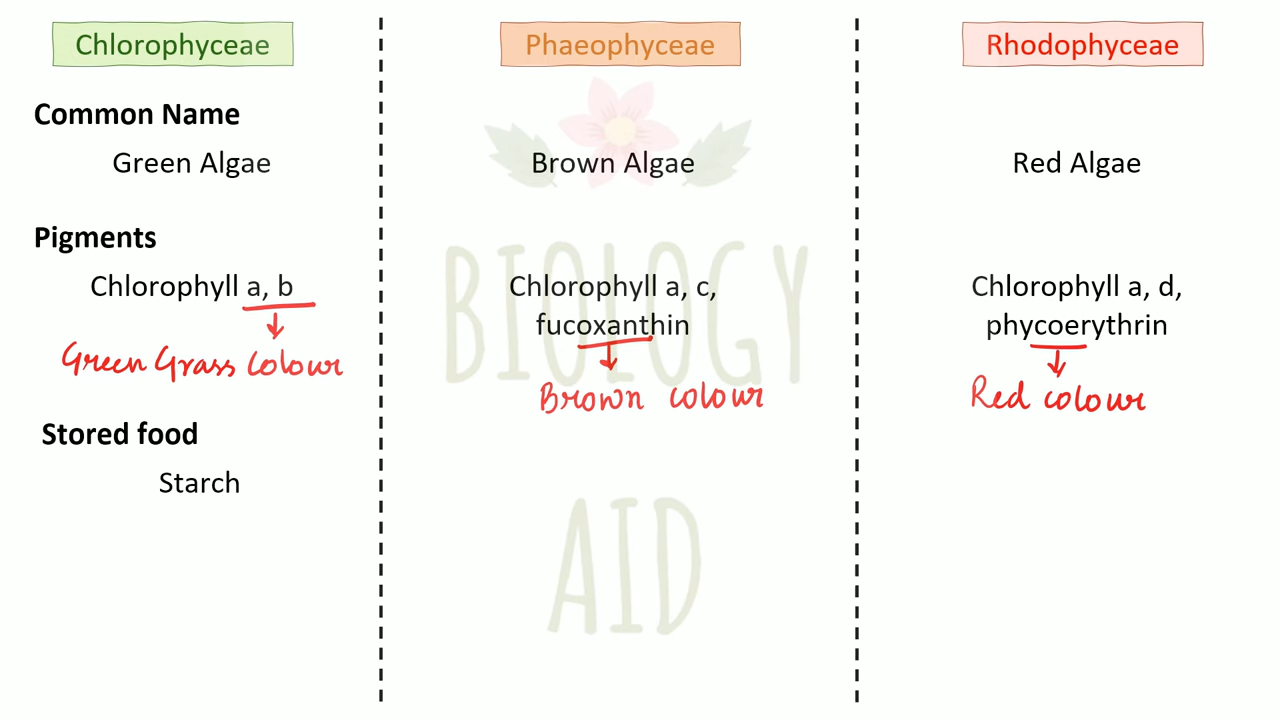 Chlorophyceae
Phaeophyceae
Rhodophyceae
Common Name
Green Algae
Brown Algae
Red Algae
Pigments
Chlorophyll a, b
Chlorophyll a, c,
fucoxanthin
Chlorophyll a, d,
phycoerythrin
Green Grass Colour
Brown colour
Red colour
Stored food
Starch
BIOLOGY
AID